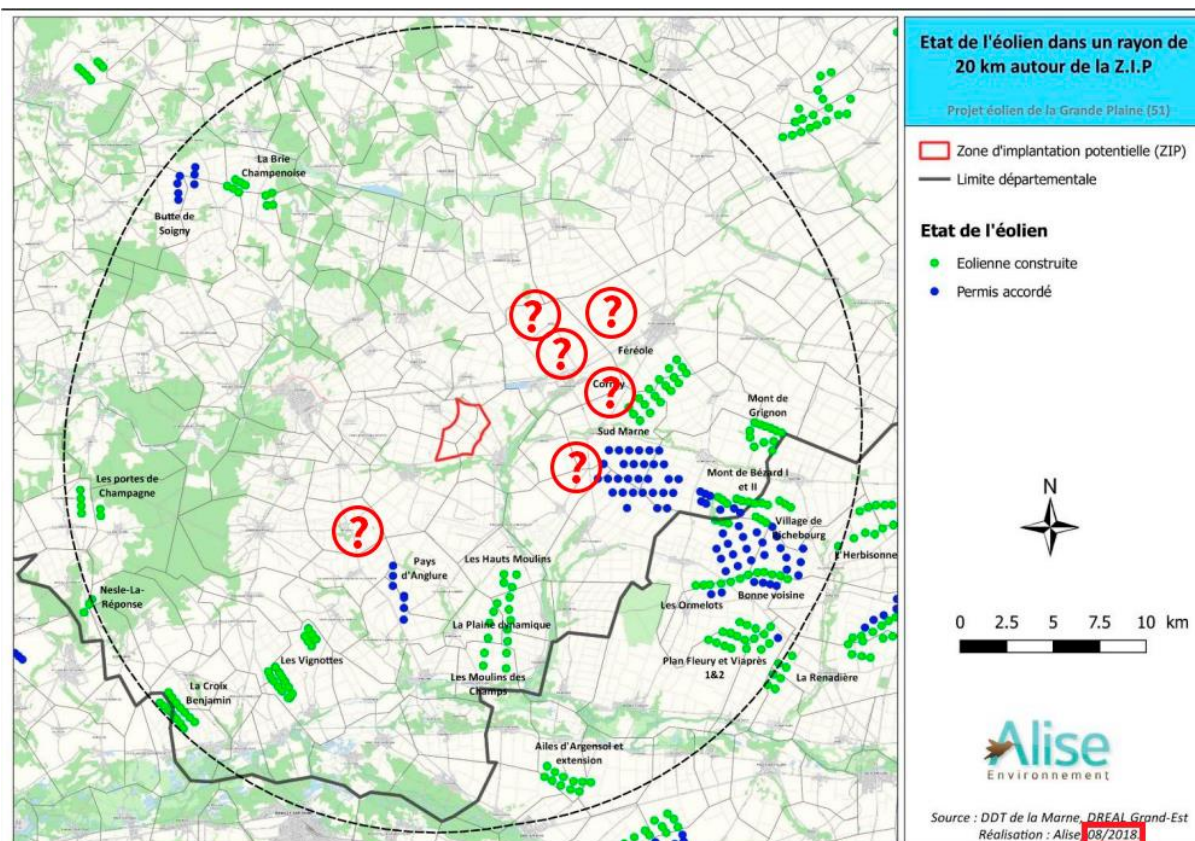 Etat de l'éolien dans un rayon de
20 km autour de la Z.I.P
Projet éolien de la Grande Plaine (51)
Zone d'implantation potentielle (ZIP)
Limite départementale
Etat de l'éolien
Eolienne construite
Permis accordé
La Brie
Champenoise
Butte de
Soigny
?
?
?
Féréole
?
Mont de
Grignon
Sud Marne
?
Mont de Bézard I
et II
Les portes de
Champagne
Village de
Richebourg
?
L'Herbisonne
Pays
d'Anglure
Les Hauts Moulins
Nesle-La-
Réponse
Bonne voisine
Les Ormelots
La Plaine dynamique
Les Vignottes
Plan Fleury et Viaprès
1&2
La Renadière
Les Moulins des
Champs
La Croix
Benjamin
Ailes d'Argensol et
extension
N
0 2.5 5 7.5 10 km
Alise
Environnement
Source : DDT de la Marne, DREAL Grand-Est
Réalisation : Alise, 08/2018.